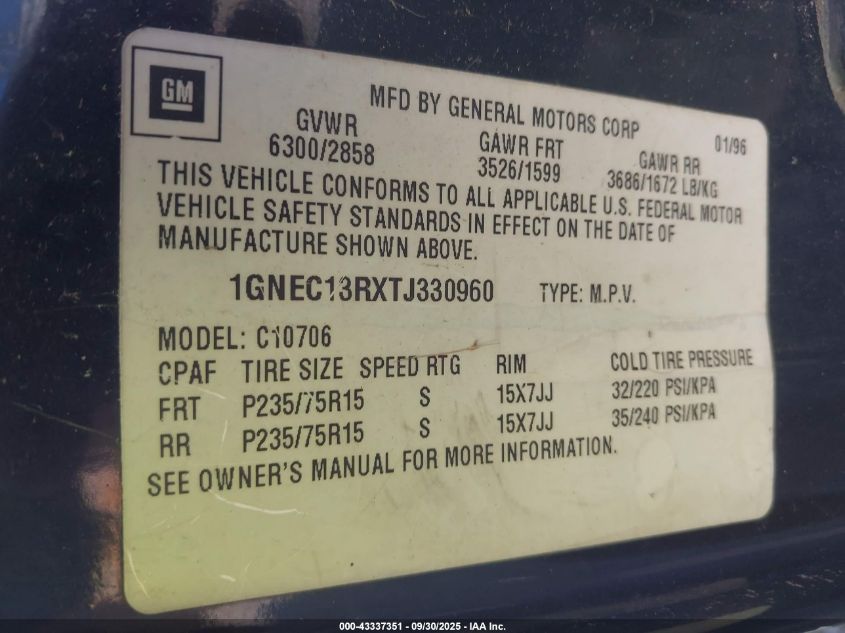 GM
MFD BY GENERAL MOTORS CORP 01/96
GVWR GAWR FRT GAWR RR
6300/2858 3526/1599 3686/1672 LB/KG
THIS VEHICLE CONFORMS TO ALL APPLICABLE U.S. FEDERAL MOTOR
VEHICLE SAFETY STANDARDS IN EFFECT ON THE DATE OF
MANUFACTURE SHOWN ABOVE.
1GNEC13RXTJ330960 TYPE: M.P.V.
MODEL: C10706
CPAF TIRE SIZE SPEED RTG RIM COLD TIRE PRESSURE
FRT P235/75R15 S 15X7JJ 32/220 PSI/KPA
RR P235/75R15 S 15X7JJ 35/240 PSI/KPA
SEE OWNER'S MANUAL FOR MORE INFORMATION.
000-43337351 - 09/30/2025 - IAA Inc.